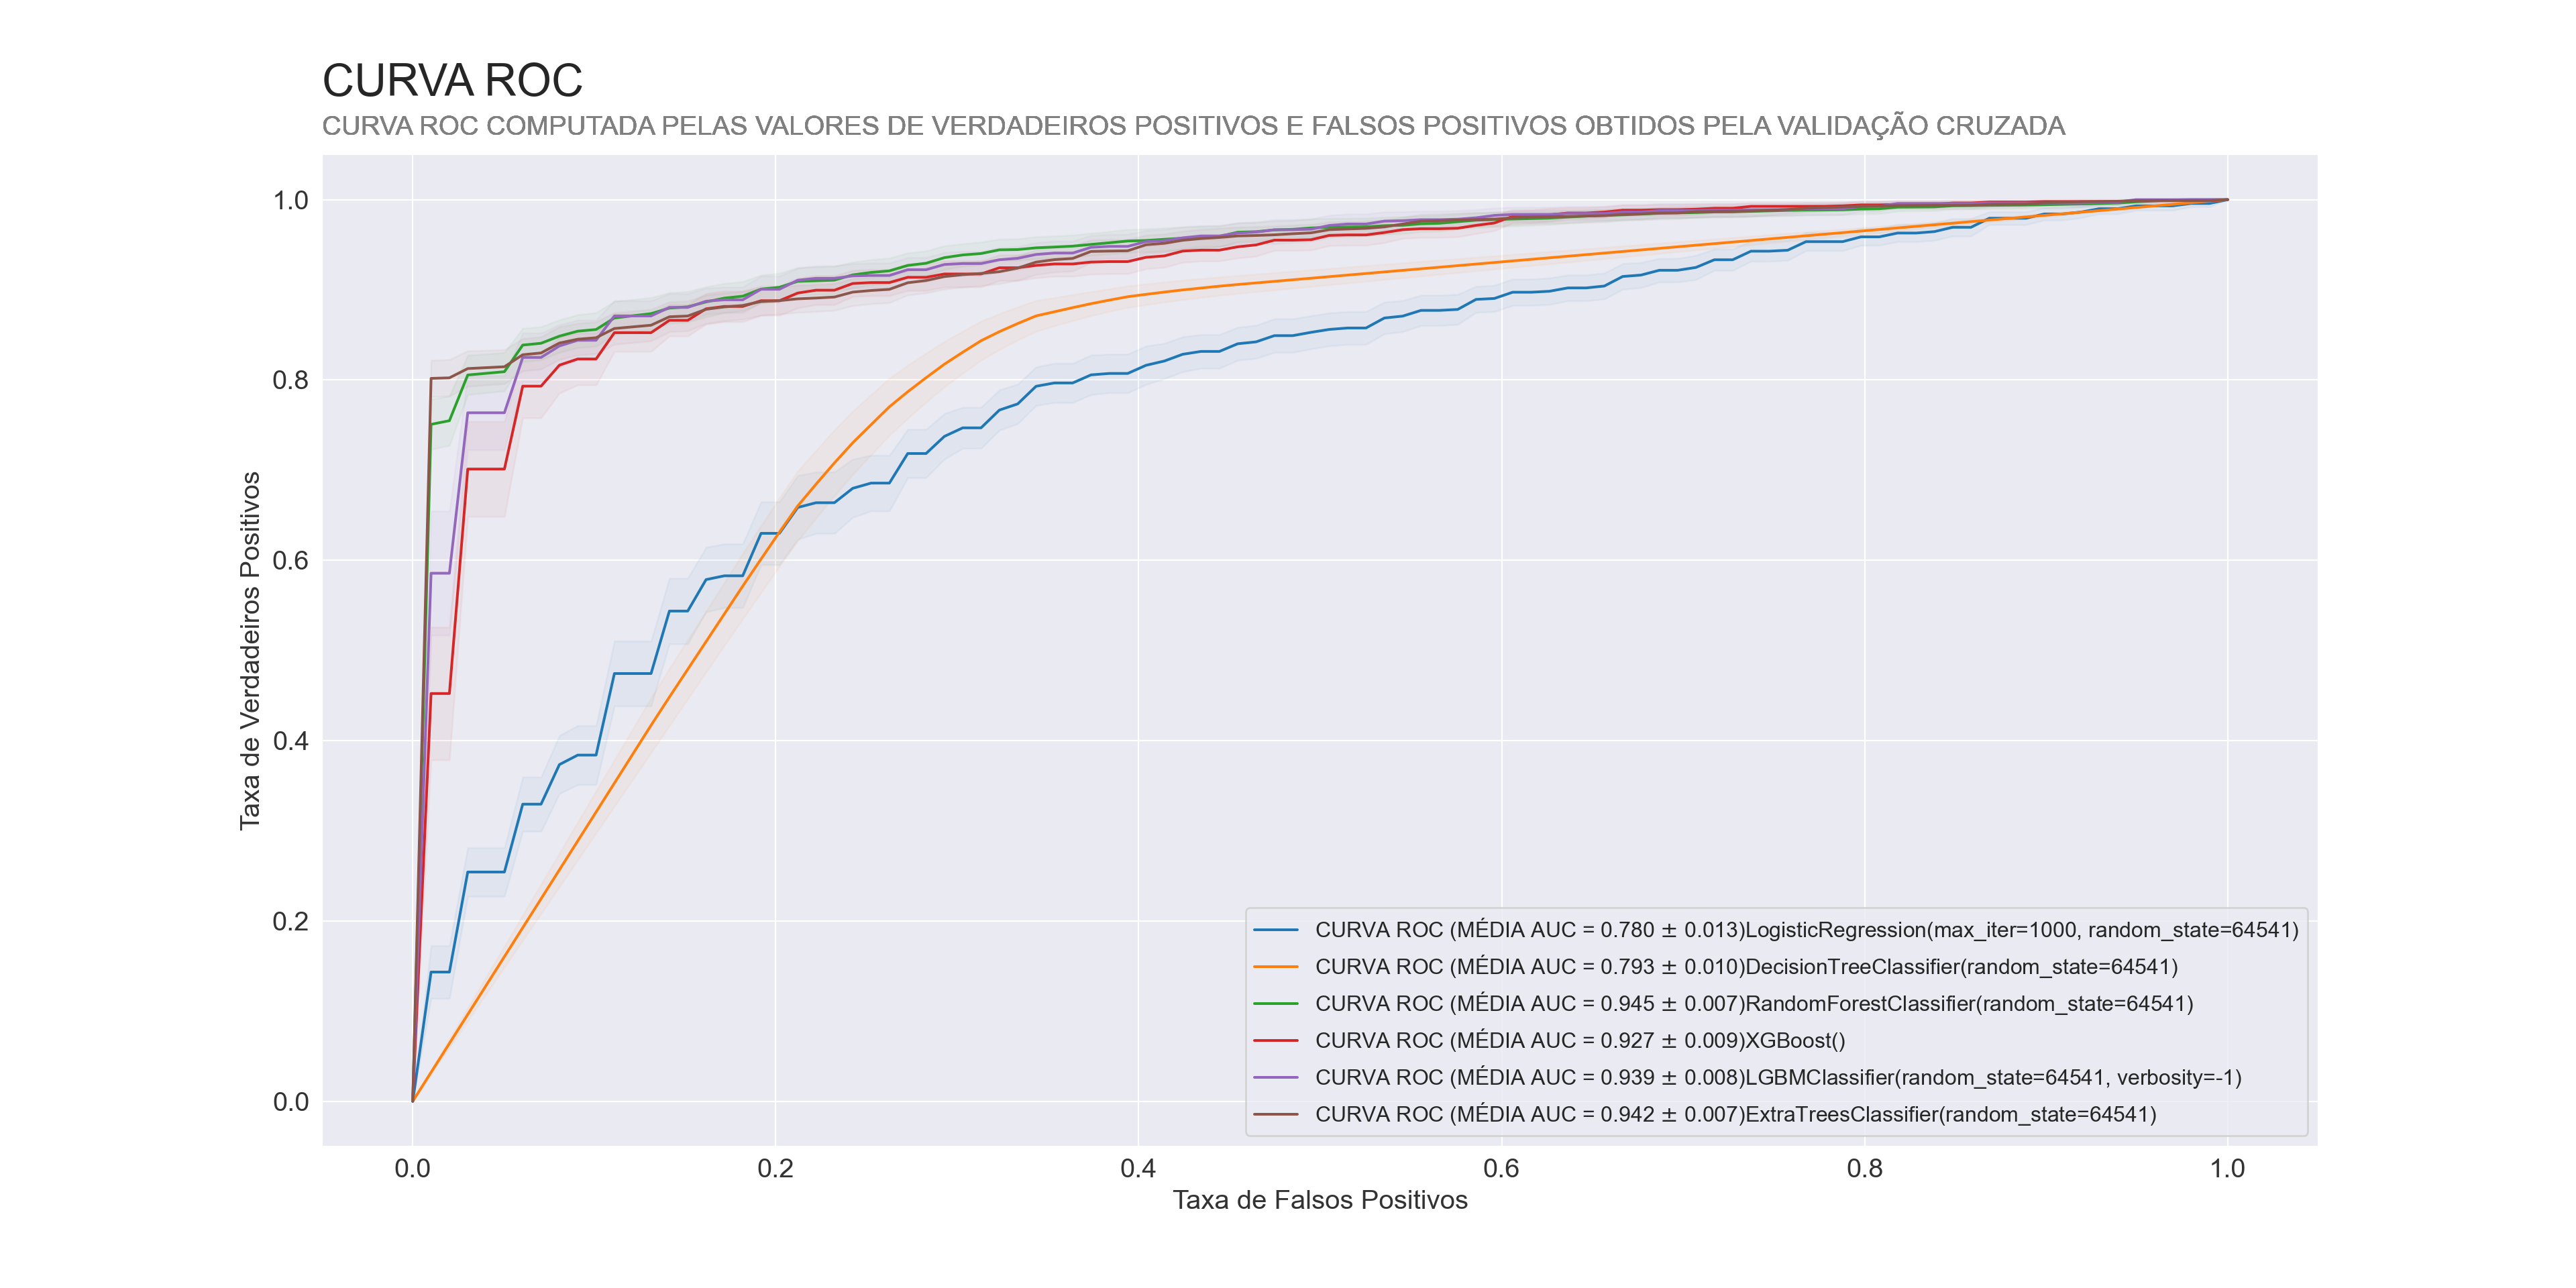 CURVA ROC
CURVA ROC COMPUTADA PELAS VALORES DE VERDADEIROS POSITIVOS E FALSOS POSITIVOS OBTIDOS PELA VALIDAÇÃO CRUZADA
1.0
0.8
0.6
0.4
0.2
0.0
Taxa de Verdadeiros Positivos
CURVA ROC (MÉDIA AUC = 0.780 ± 0.013)LogisticRegression(max_iter=1000, random_state=64541)
CURVA ROC (MÉDIA AUC = 0.793 ± 0.010)DecisionTreeClassifier(random_state=64541)
CURVA ROC (MÉDIA AUC = 0.945 ± 0.007)RandomForestClassifier(random_state=64541)
CURVA ROC (MÉDIA AUC = 0.927 ± 0.009)XGBoost()
CURVA ROC (MÉDIA AUC = 0.939 ± 0.008)LGBMClassifier(random_state=64541, verbosity=-1)
CURVA ROC (MÉDIA AUC = 0.942 ± 0.007)ExtraTreesClassifier(random_state=64541)
0.0 0.2 0.4 0.6 0.8 1.0
Taxa de Falsos Positivos